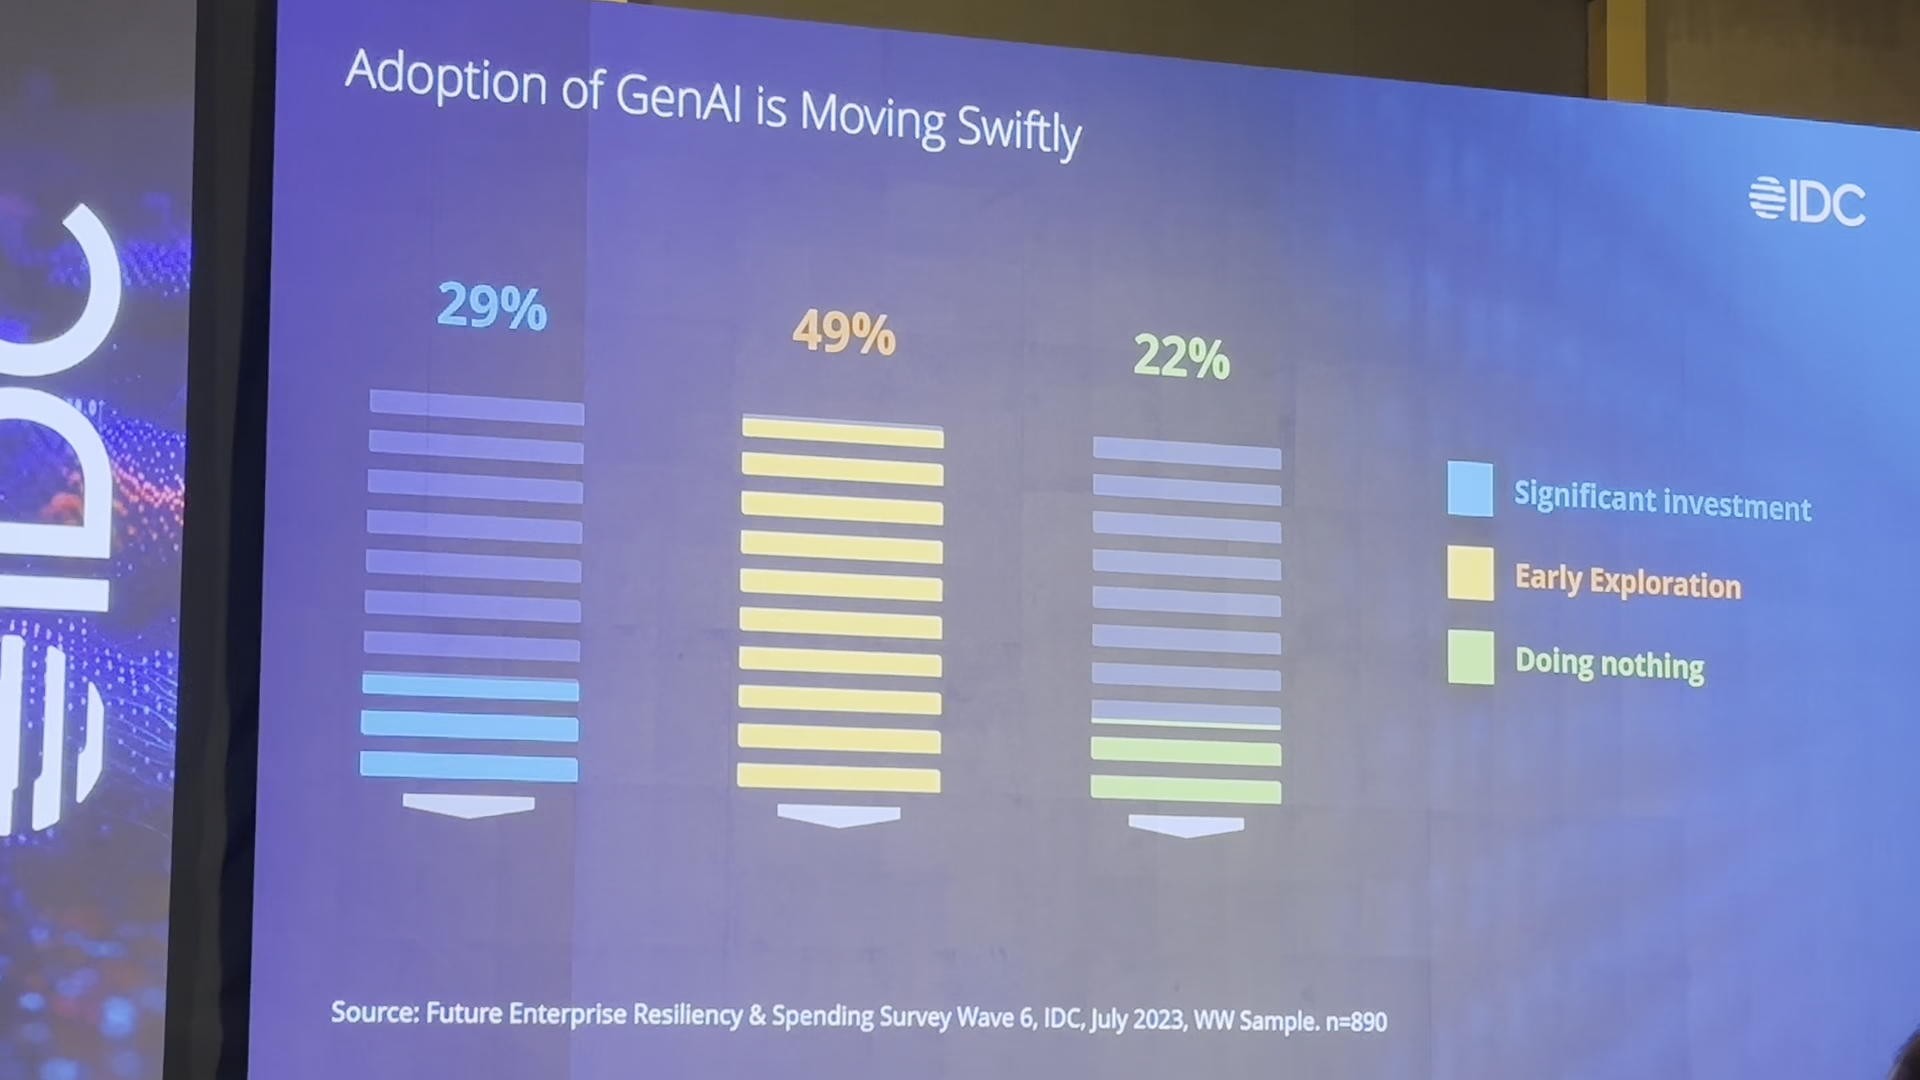 Adoption of GenAI is Moving Swiftly
IDC
IDC
29%
49%
22%
Significant investment
Early Exploration
Doing nothing
Source: Future Enterprise Resiliency & Spending Survey Wave 6, IDC, July 2023, WW Sample. n=890